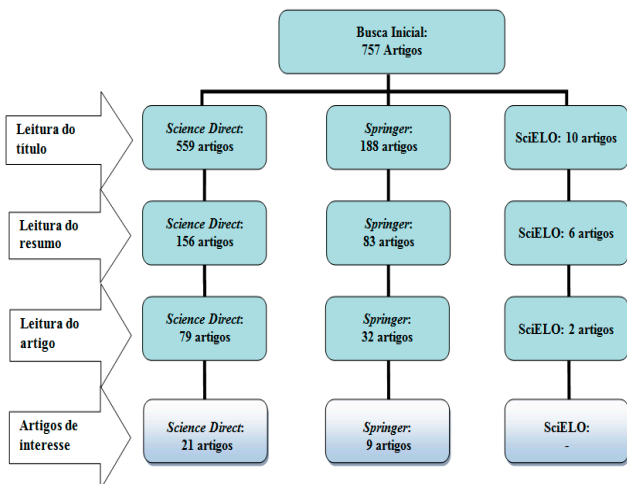 Busca Inicial:
757 Artigos
Leitura do
título
Science Direct:
559 artigos
Springer:
188 artigos
SciELO: 10 artigos
Leitura do
resumo
Science Direct:
156 artigos
Springer:
83 artigos
SciELO: 6 artigos
Leitura do
artigo
Science Direct:
79 artigos
Springer:
32 artigos
SciELO: 2 artigos
Artigos de
interesse
Science Direct:
21 artigos
Springer:
9 artigos
SciELO:
-